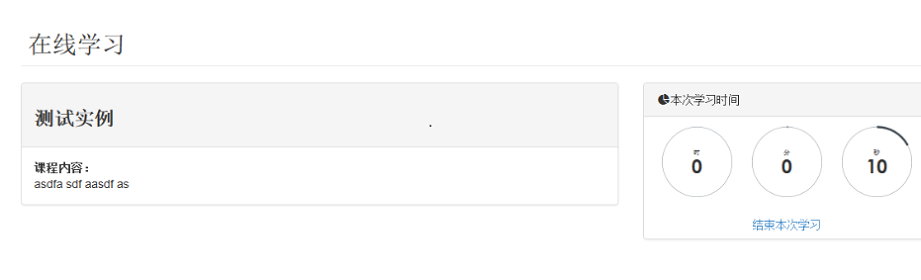 在线学习
测试实例
课程内容：
asdfa sdf aasdf as
本次学习时间
时
0
分
0
秒
10
结束本次学习